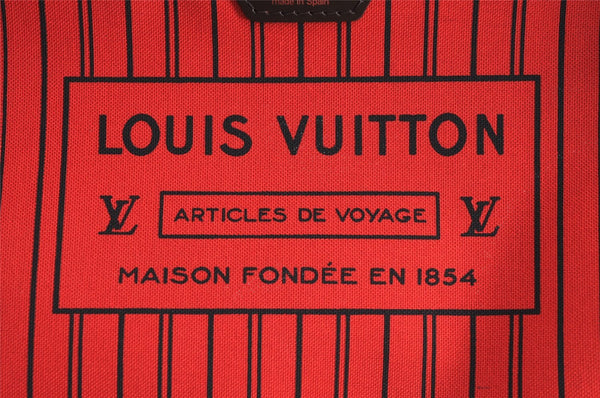 made in Spain
LOUIS VUITTON
LV ARTICLES DE VOYAGE LV
MAISON FONDÉE EN 1854